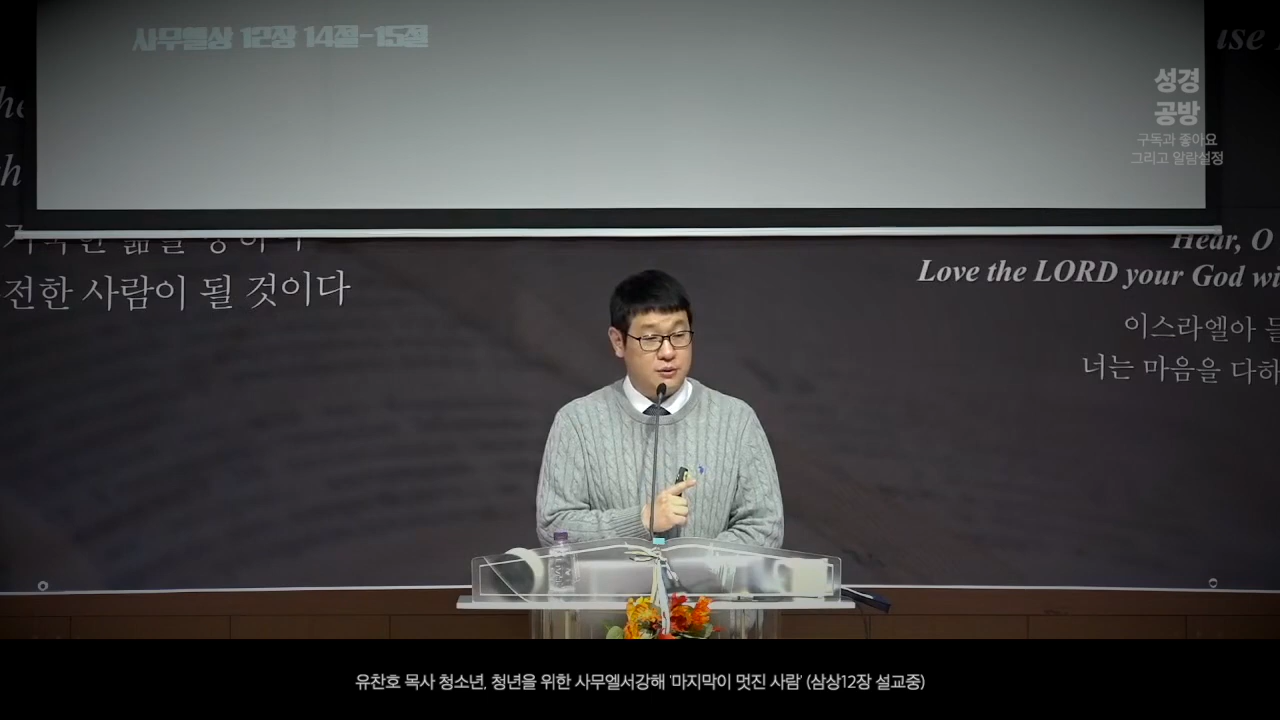 사무엘상 12장 14절-15절
성경
공방
구독과 좋아요
그리고 알람설정
전한 사람이 될 것이다
Hear, O
Love the LORD your God wi
이스라엘아
너는 마음을 다하
유찬호 목사 청소년, 청년을 위한 사무엘서강해 '마지막이 멋진 사람' (삼상12장 설교중)